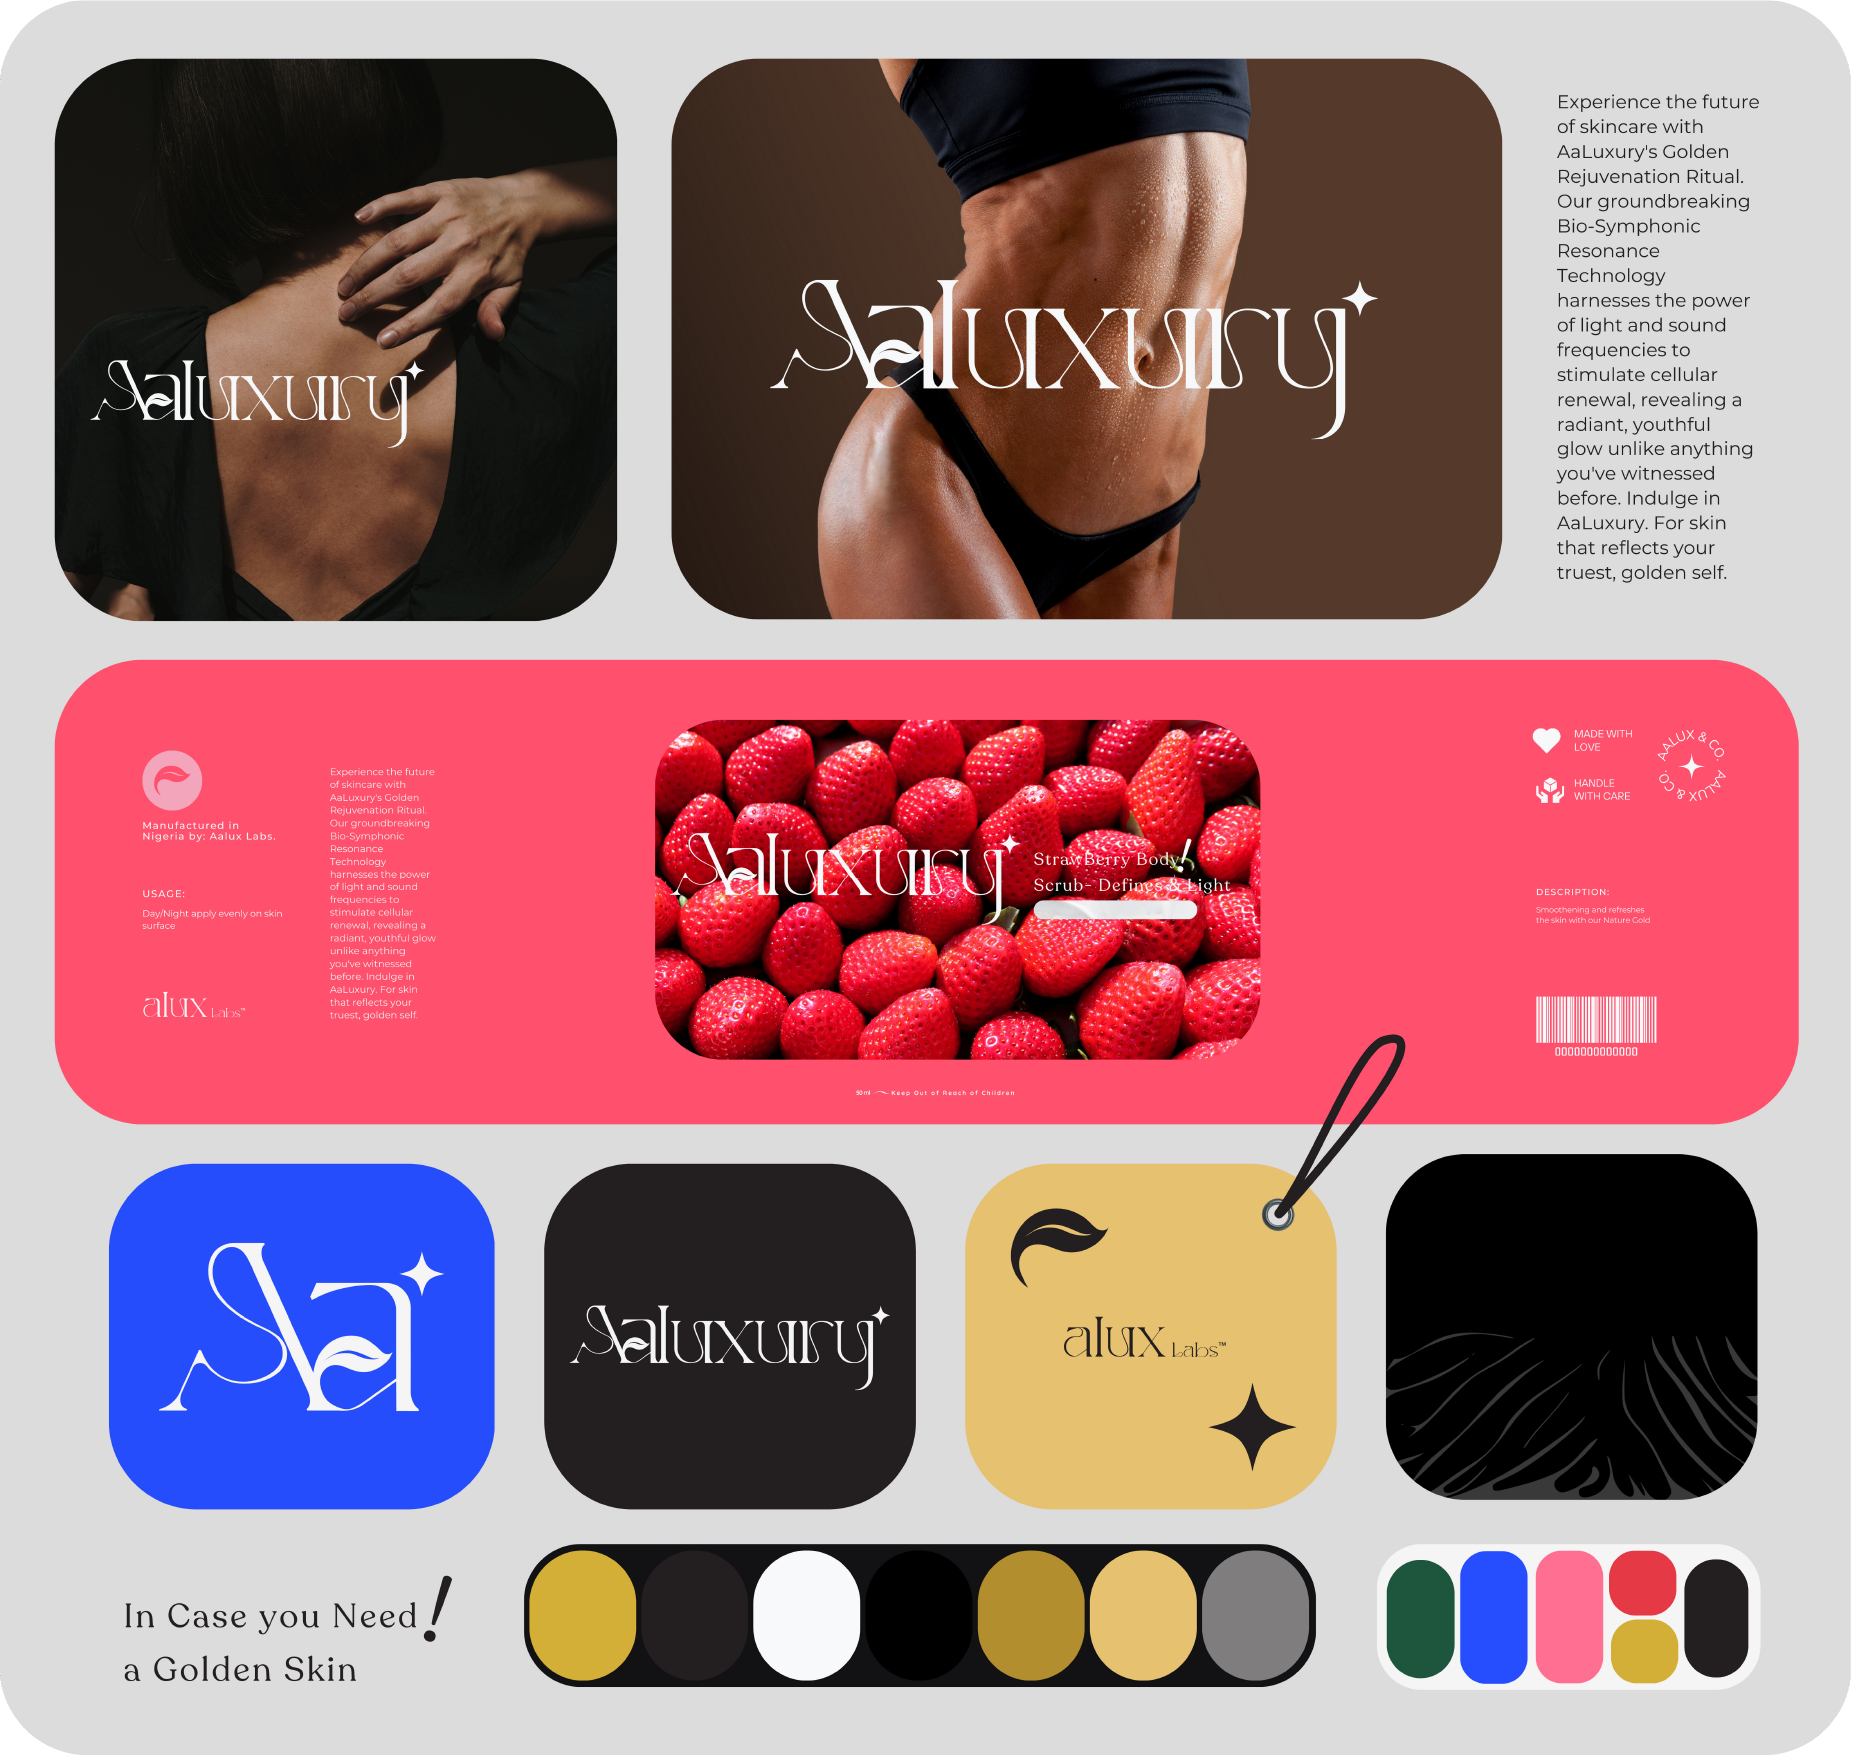 Aaluxury
Aaluxury
Experience the future
of skincare with
AaLuxury's Golden
Rejuvenation Ritual.
Our groundbreaking
Bio-Symphonic
Resonance
Technology
harnesses the power
of light and sound
frequencies to
stimulate cellular
renewal, revealing a
radiant, youthful
glow unlike anything
you've witnessed
before. Indulge in
AaLuxury. For skin
that reflects your
truest, golden self.
Manufactured in
Nigeria by: Aalux Labs.
USAGE:
Day/Night apply evenly on skin
surface
alux Labs™
Experience the future
of skincare with
AaLuxury's Golden
Rejuvenation Ritual.
Our groundbreaking
Bio-Symphonic
Resonance
Technology
harnesses the power
of light and sound
frequencies to
stimulate cellular
renewal, revealing a
radiant, youthful glow
unlike anything
you've witnessed
before. Indulge in
AaLuxury. For skin
that reflects your
truest, golden self.
Aaluxury
StrawBerry Body!
Scrub- Defines & Light
50ml Keep Out of Reach of Children
MADE WITH
LOVE
HANDLE
WITH CARE
AALUX & CO. AALUX & CO
DESCRIPTION:
Smoothening and refreshes
the skin with our Nature Gold
0000000000000
Aa
Aaluxury
alux Labs™
In Case you Need!
a Golden Skin